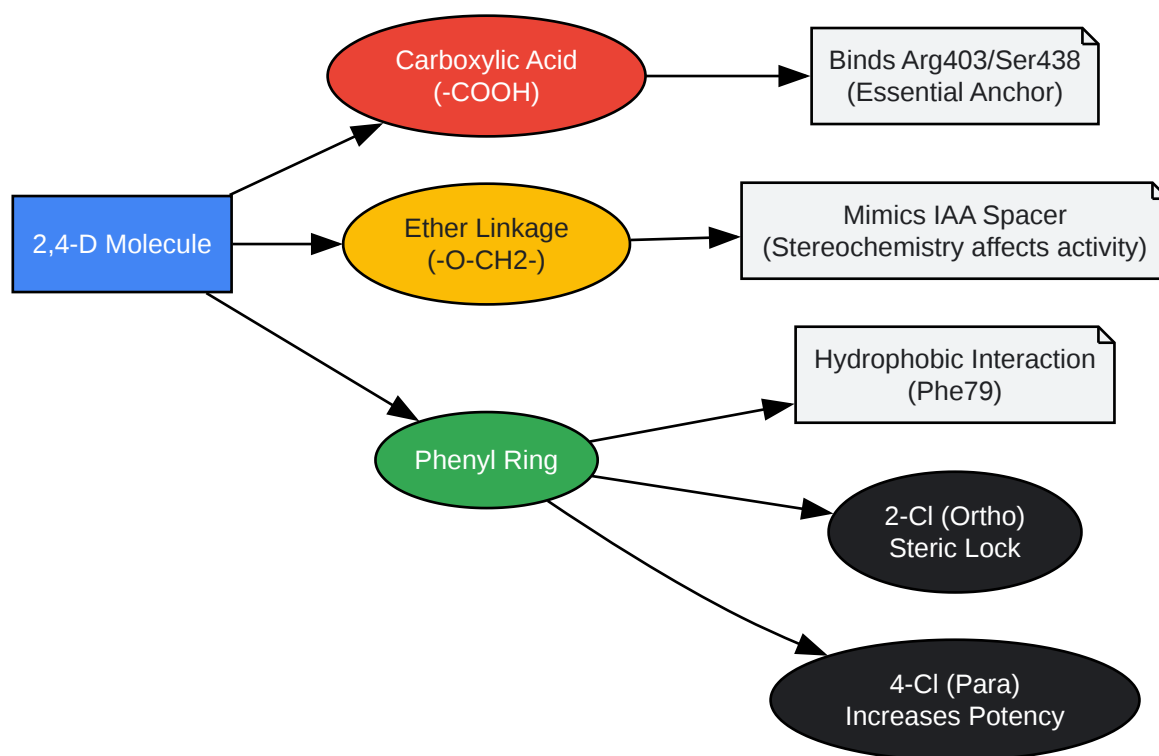 Carboxylic Acid
(-COOH)
Binds Arg403/Ser438
(Essential Anchor)
2,4-D Molecule
Ether Linkage
(-O-CH2-)
Mimics IAA Spacer
(Stereochemistry affects activity)
Hydrophobic Interaction
(Phe79)
Phenyl Ring
2-Cl (Ortho)
Steric Lock
4-Cl (Para)
Increases Potency